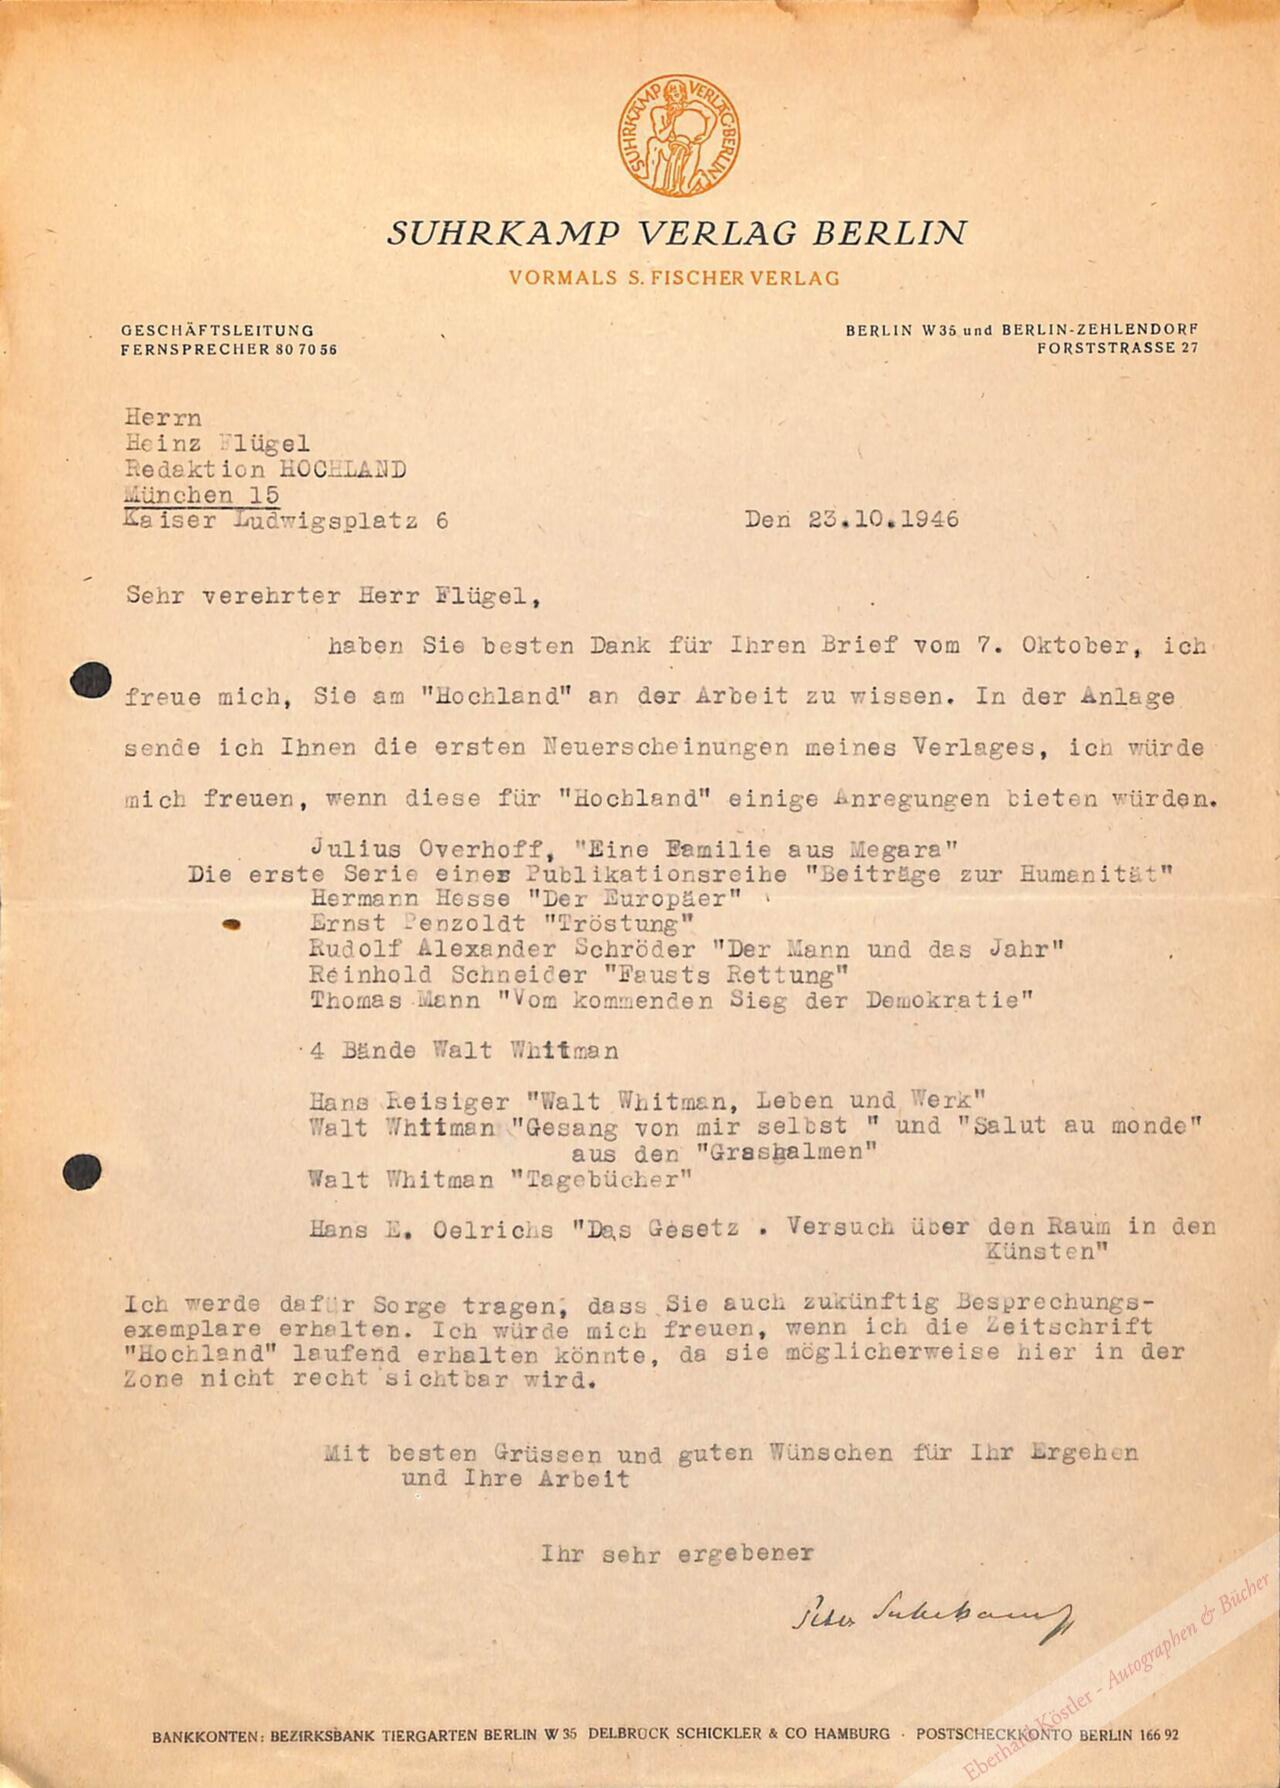 SUHRKAMP VERLAG · BERLIN
SUHRKAMP VERLAG BERLIN
VORMALS S. FISCHER VERLAG
GESCHÄFTSLEITUNG
FERNSPRECHER 80 70 56
BERLIN W 35 und BERLIN-ZEHLENDORF
FORSTSTRASSE 27
Herrn
Heinz Flügel
Redaktion HOCHLAND
München 15
Kaiser Ludwigsplatz 6
Den 23.10.1946
Sehr verehrter Herr Flügel,
haben Sie besten Dank für Ihren Brief vom 7. Oktober, ich
freue mich, Sie am "Hochland" an der Arbeit zu wissen. In der Anlage
sende ich Ihnen die ersten Neuerscheinungen meines Verlages, ich würde
mich freuen, wenn diese für "Hochland" einige Anregungen bieten würden.
Julius Overhoff, "Eine Familie aus Megara"
Die erste Serie einer Publikationsreihe "Beiträge zur Humanität"
Hermann Hesse "Der Europäer"
Ernst Penzoldt "Tröstung"
Rudolf Alexander Schröder "Der Mann und das Jahr"
Reinhold Schneider "Fausts Rettung"
Thomas Mann "Vom kommenden Sieg der Demokratie"
4 Bände Walt Whitman
Hans Reisiger "Walt Whitman, Leben und Werk"
Walt Whitman "Gesang von mir selbst " und "Salut au monde"
aus den "Grashalmen"
Walt Whitman "Tagebücher"
Hans E. Oelrichs "Das Gesetz . Versuch über den Raum in den
Künsten"
Ich werde dafür Sorge tragen, dass Sie auch zukünftig Besprechungs-
exemplare erhalten. Ich würde mich freuen, wenn ich die Zeitschrift
"Hochland" laufend erhalten könnte, da sie möglicherweise hier in der
Zone nicht recht sichtbar wird.
Mit besten Grüssen und guten Wünschen für Ihr Ergehen
und Ihre Arbeit
Ihr sehr ergebener
Peter Suhrkamp
BANKKONTEN: BEZIRKSBANK TIERGARTEN BERLIN W 35 DELBRÜCK SCHICKLER & CO HAMBURG · POSTSCHECKKONTO BERLIN 166 92
Eberhard Köstler - Autographen & Bücher